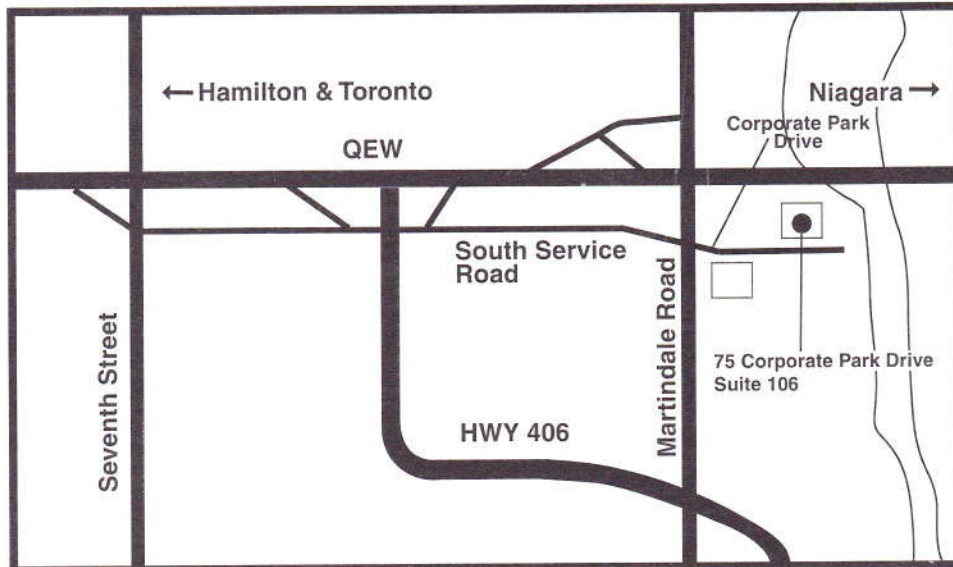 ← Hamilton & Toronto
Niagara →
Corporate Park
Drive
QEW
South Service
Road
Seventh Street
Martindale Road
75 Corporate Park Drive
Suite 106
HWY 406